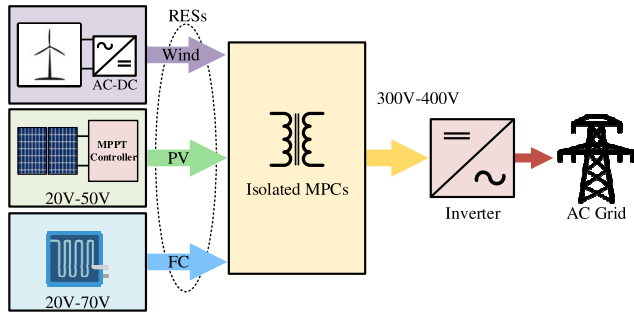 RESs
Wind
AC-DC
MPPT
Controller
PV
20V-50V
FC
20V-70V
Isolated MPCs
300V-400V
Inverter
AC Grid